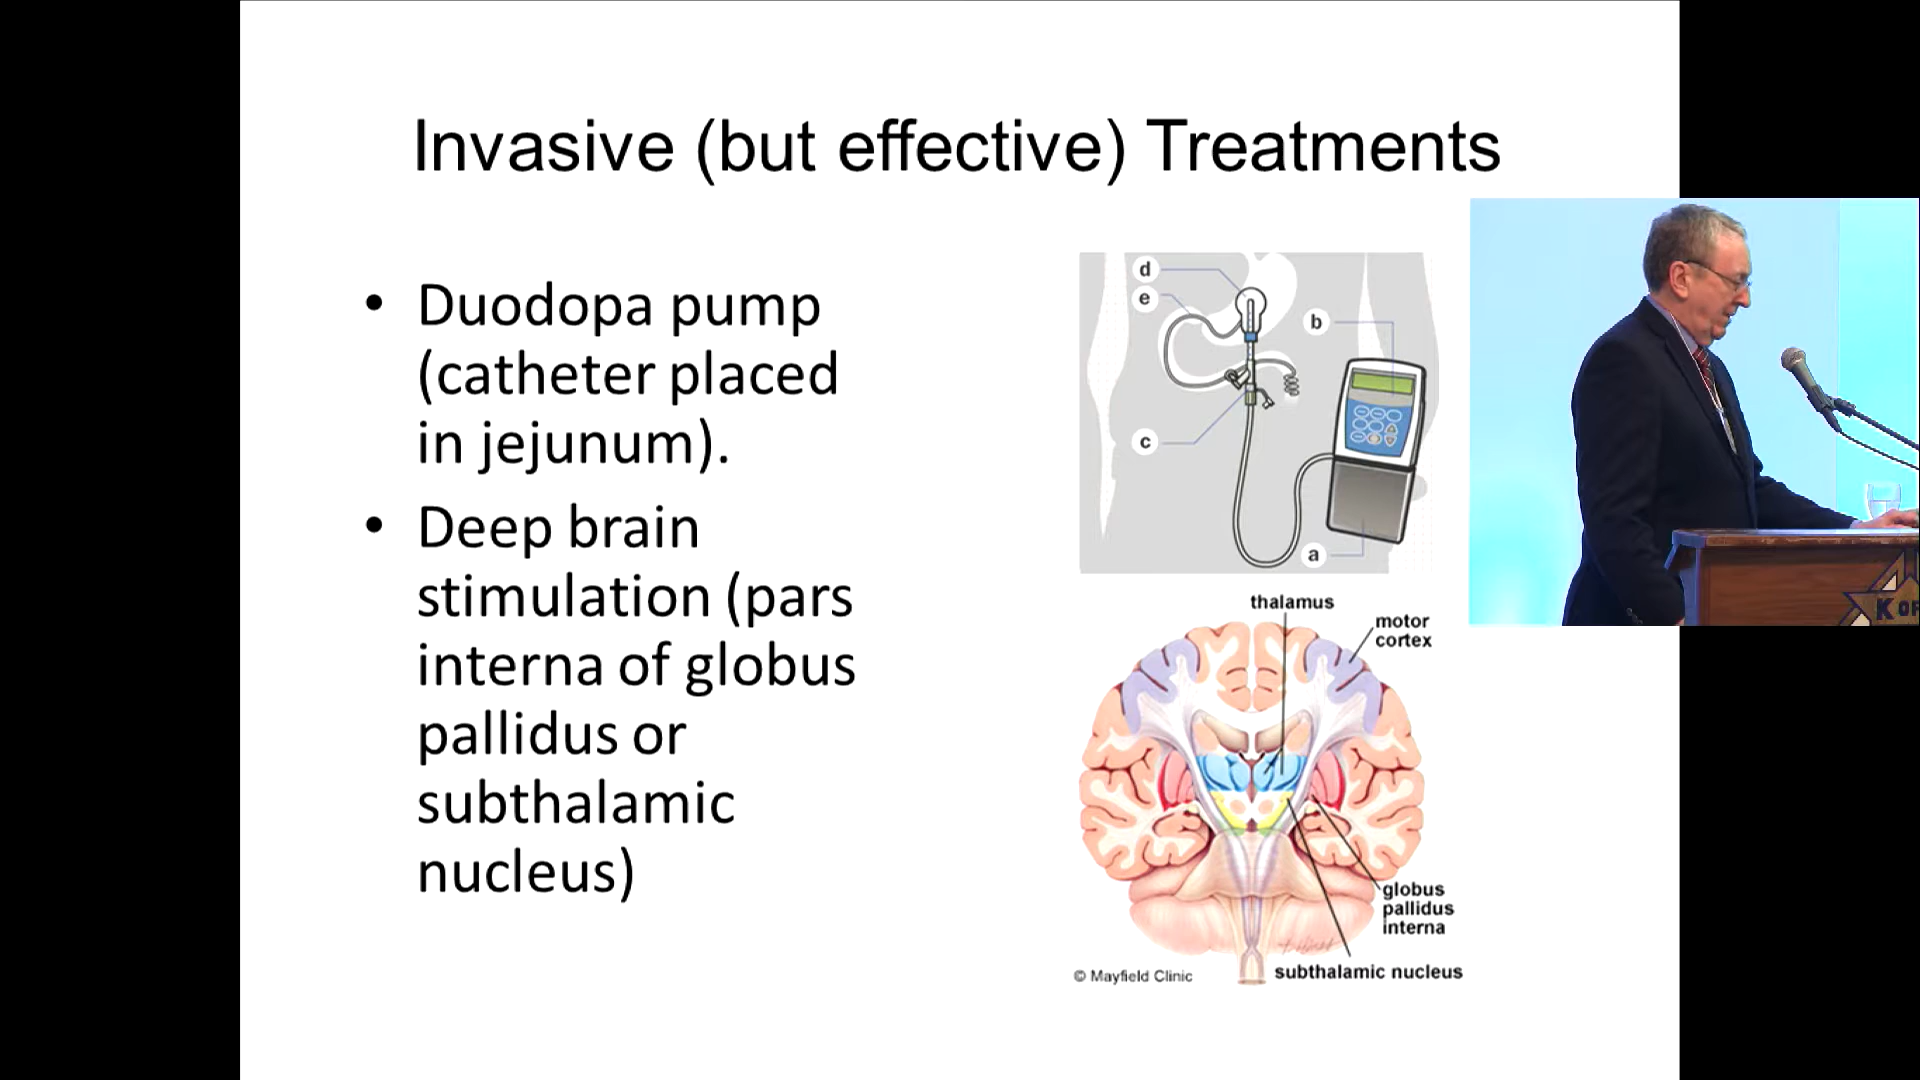 Invasive (but effective) Treatments
• Duodopa pump
(catheter placed
in jejunum).
• Deep brain
stimulation (pars
interna of globus
pallidus or
subthalamic
nucleus)
d
e
b
c
a
thalamus
motor
cortex
globus
pallidus
interna
subthalamic nucleus
© Mayfield Clinic
K OF